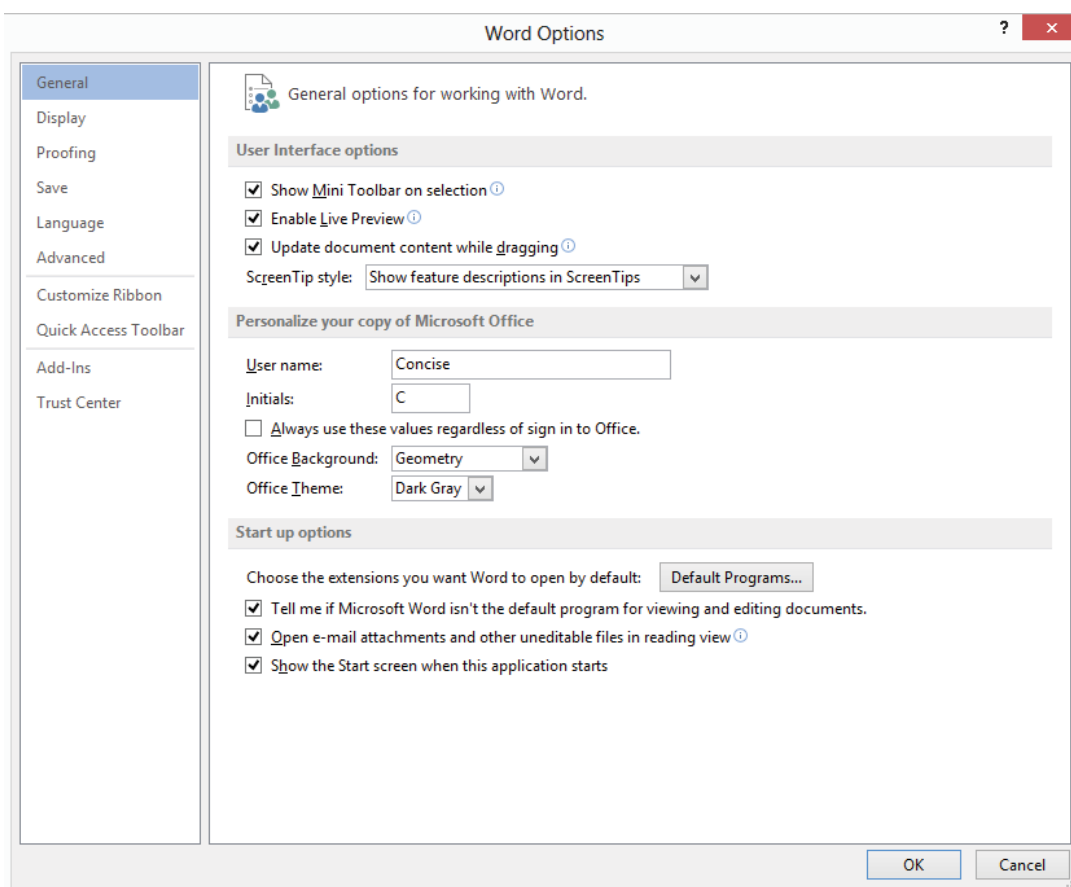 Word Options
?
General
Display
Proofing
Save
Language
Advanced
Customize Ribbon
Quick Access Toolbar
Add-Ins
Trust Center
General options for working with Word.
User Interface options
Show Mini Toolbar on selection
Enable Live Preview
Update document content while dragging
ScreenTip style: Show feature descriptions in ScreenTips
Personalize your copy of Microsoft Office
User name: Concise
Initials: C
Always use these values regardless of sign in to Office.
Office Background: Geometry
Office Theme: Dark Gray
Start up options
Choose the extensions you want Word to open by default: Default Programs...
Tell me if Microsoft Word isn't the default program for viewing and editing documents.
Open e-mail attachments and other uneditable files in reading view
Show the Start screen when this application starts
OK Cancel